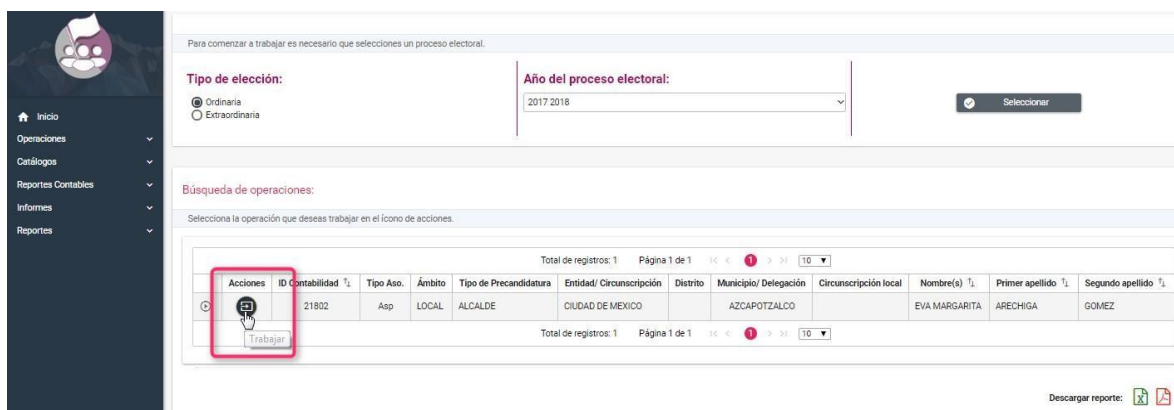 Para comenzar a trabajar es necesario que selecciones un proceso electoral.
Tipo de elección:
Ordinaria
Extraordinaria
Año del proceso electoral:
2017 2018
Seleccionar
Inicio
Operaciones
Catálogos
Reportes Contables
Informes
Reportes
Búsqueda de operaciones:
Selecciona la operación que deseas trabajar en el ícono de acciones.
Total de registros: 1 Página 1 de 1 1 10
Acciones ID Contabilidad Tipo Aso. Ámbito Tipo de Precandidatura Entidad/ Circunscripción Distrito Municipio/ Delegación Circunscripción local Nombre(s) Primer apellido Segundo apellido
21802 Asp LOCAL ALCALDE CIUDAD DE MEXICO AZCAPOTZALCO EVA MARGARITA ARECHIGA GOMEZ
Trabajar
Total de registros: 1 Página 1 de 1 1 10
Descargar reporte: